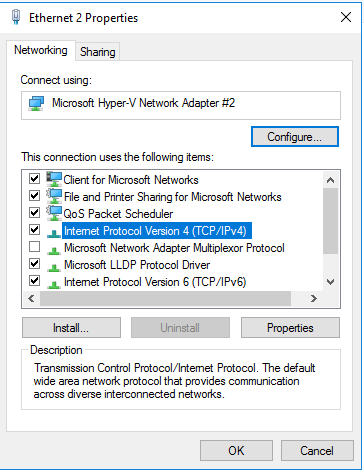 Ethernet 2 Properties
Networking
Sharing
Connect using:
Microsoft Hyper-V Network Adapter #2
Configure...
This connection uses the following items:
Client for Microsoft Networks
File and Printer Sharing for Microsoft Networks
QoS Packet Scheduler
Internet Protocol Version 4 (TCP/IPv4)
Microsoft Network Adapter Multiplexor Protocol
Microsoft LLDP Protocol Driver
Internet Protocol Version 6 (TCP/IPv6)
Install...
Uninstall
Properties
Description
Transmission Control Protocol/Internet Protocol. The default
wide area network protocol that provides communication
across diverse interconnected networks.
OK
Cancel